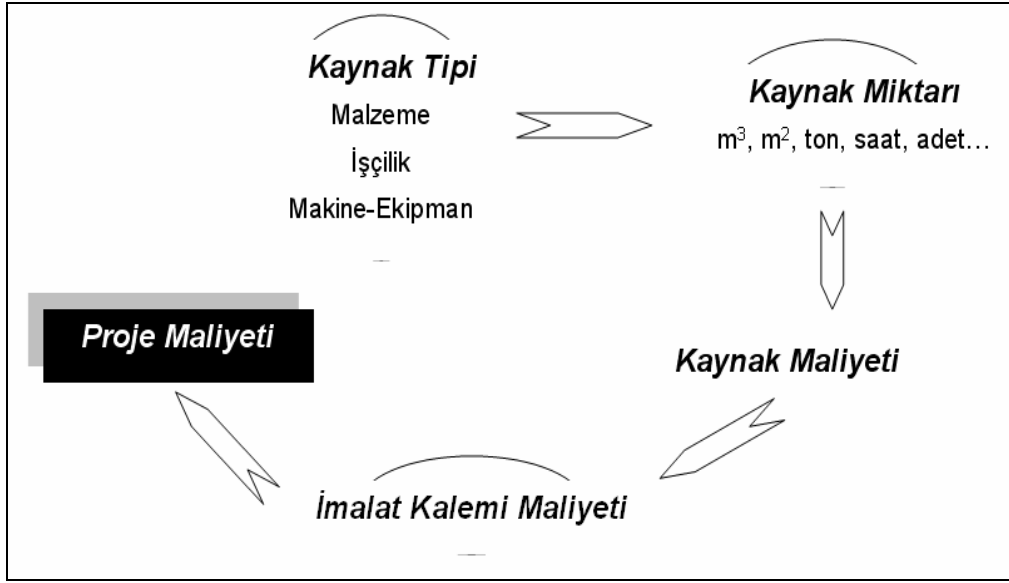 Kaynak Tipi
Malzeme
İşçilik
Makine-Ekipman
Kaynak Miktarı
m³, m², ton, saat, adet…
Kaynak Maliyeti
İmalat Kalemi Maliyeti
Proje Maliyeti